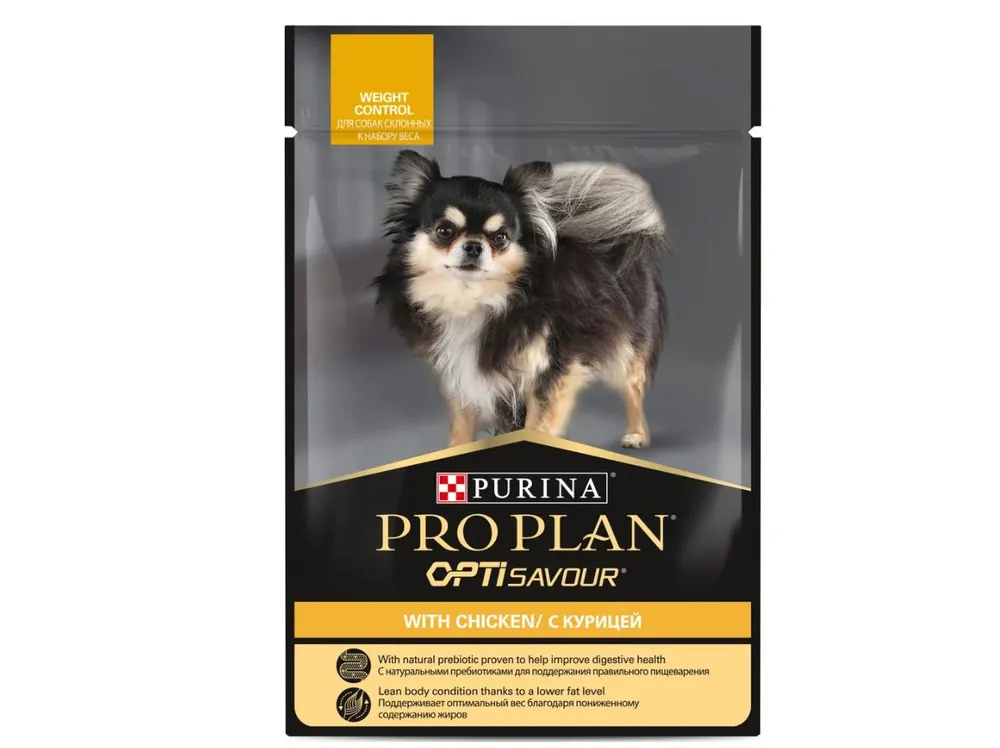 WEIGHT
CONTROL
ДЛЯ СОБАК СКЛОННЫХ
К НАБОРУ ВЕСА
PURINA®
PRO PLAN®
OPTISAVOUR®
WITH CHICKEN/ С КУРИЦЕЙ
With natural prebiotic proven to help improve digestive health
С натуральными пребиотиками для поддержания правильного пищеварения
Lean body condition thanks to a lower fat level
Поддерживает оптимальный вес благодаря пониженному
содержанию жиров